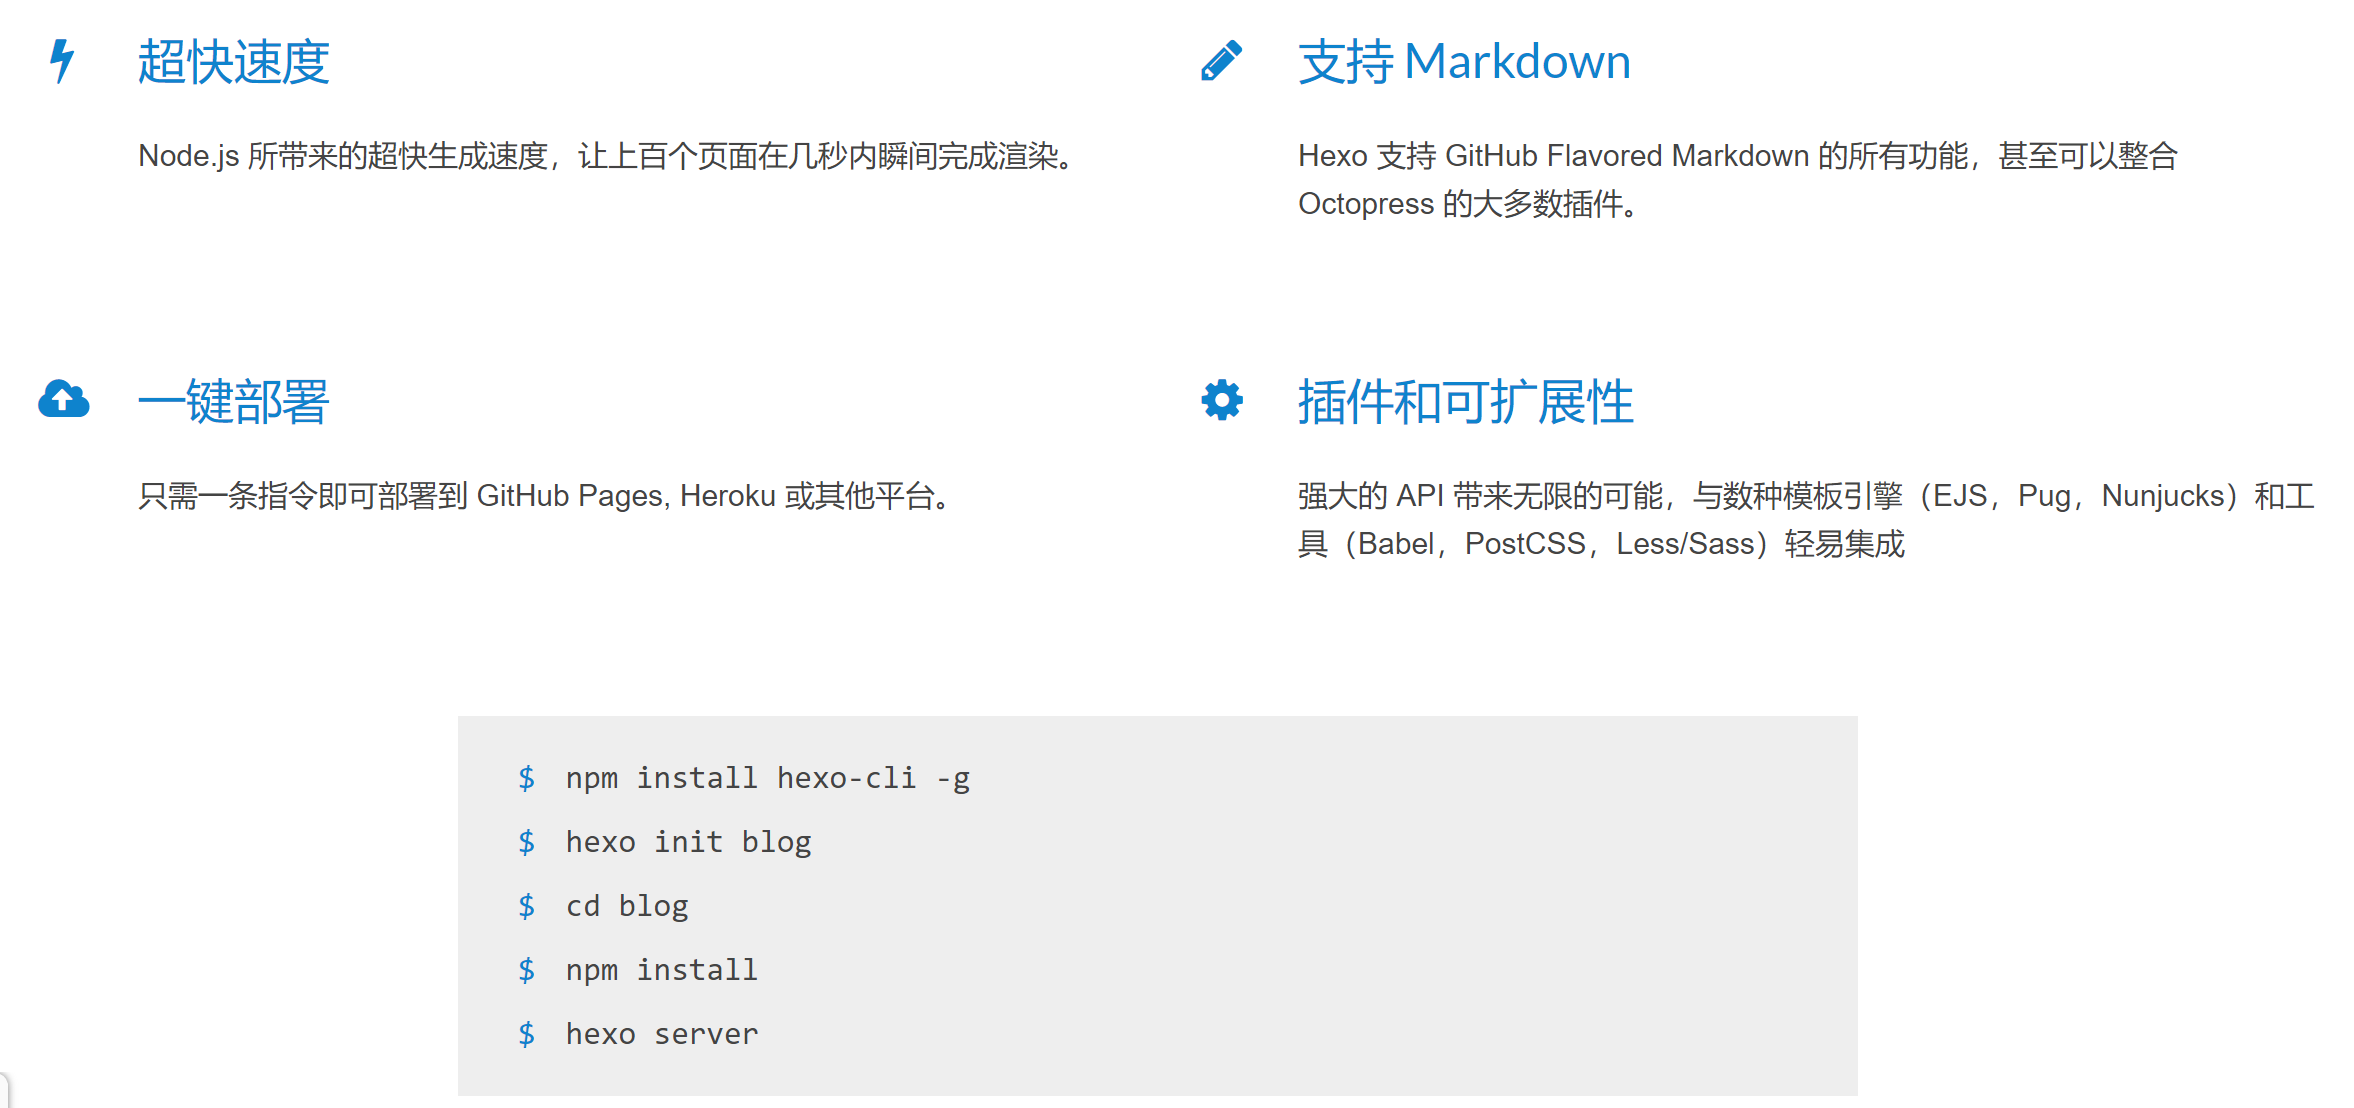 超快速度
Node.js 所带来的超快生成速度，让上百个页面在几秒内瞬间完成渲染。
支持 Markdown
Hexo 支持 GitHub Flavored Markdown 的所有功能，甚至可以整合
Octopress 的大多数插件。
一键部署
只需一条指令即可部署到 GitHub Pages, Heroku 或其他平台。
插件和可扩展性
强大的 API 带来无限的可能，与数种模板引擎（EJS，Pug，Nunjucks）和工
具（Babel，PostCSS，Less/Sass）轻易集成
$ npm install hexo-cli -g
$ hexo init blog
$ cd blog
$ npm install
$ hexo server